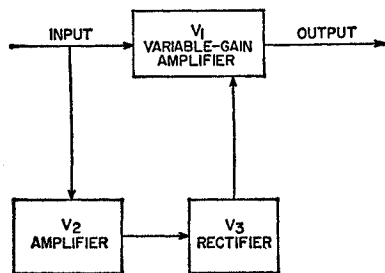 INPUT
V1
VARIABLE-GAIN
AMPLIFIER
OUTPUT
V2
AMPLIFIER
V3
RECTIFIER